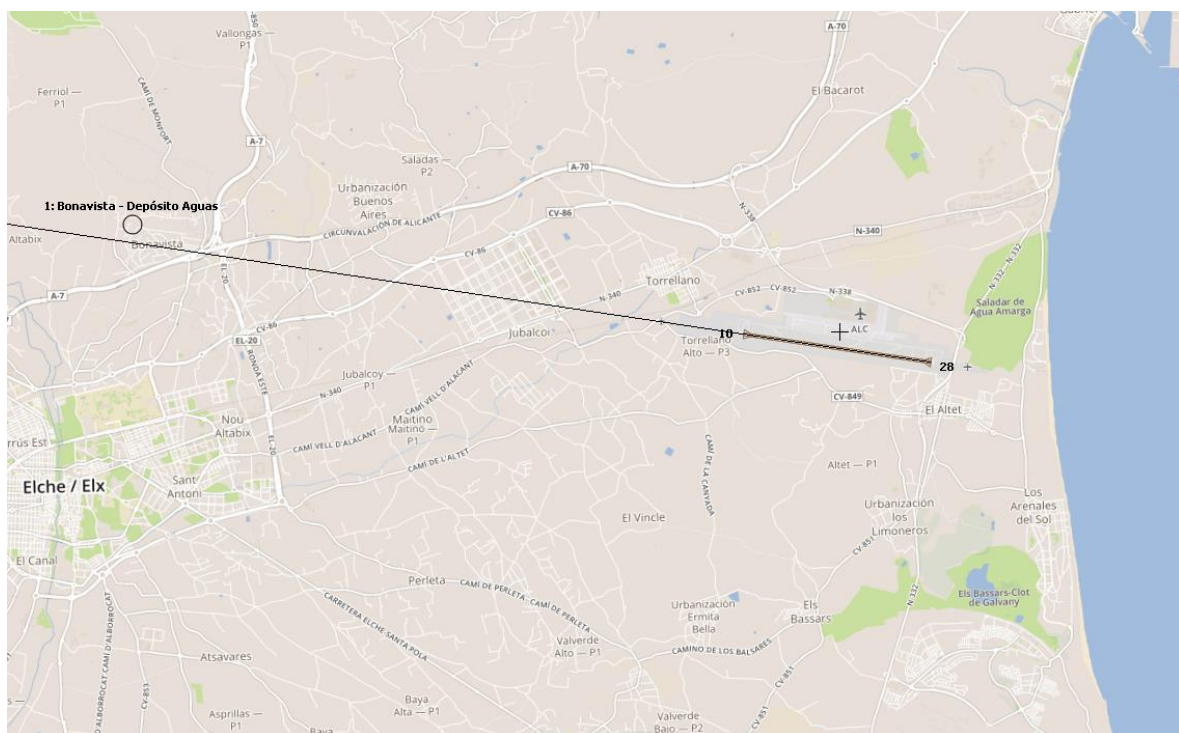 A-70
Vallongas —
P1
Ferriol —
P1
CAMÍ DE MONFORT
A-7
Saladas —
P2
El Bacarot
A-70
Urbanización
Buenos
Aires
CIRCUNVALACIÓN DE ALICANTE
CV-86
N-338
N-340
1: Bonavista - Depósito Aguas
Altabix
Bonavista
EL-20
CV-86
A-7
CV-86
EL-20
RONDA ESTE
Torrellano
N-340
CV-852
CV-852
N-338
N-332
N-332
Saladar de
Agua Amarga
ALC
Jubalcoi
10
Torrellano
Alto — P3
28
Jubalcoy —
P1
N-340
CAMÍ VELL D'ALACANT
CV-849
El Altet
Nou
Altabix
Maitino
Maitino —
P1
CAMÍ VELL D'ALACANT
EL-20
CAMÍ DE L'ALTET
CAMÍ DE LA CANYADA
Altet — P1
Elche / Elx
Sant
Antoni
Urbanización
los
Limoneros
Los
Arenales
del Sol
El Vincle
CV-851
El Canal
Perleta
CAMÍ DE PERLETA
CAMÍ DE PERLETA
N-332
Els Bassars-Clot
de Galvany
CARRETERA ELCHE SANTA POLA
Urbanización
Ermita
Bella
Els
Bassars
D'ALBORROCAT
CAMÍ D'ALBORROCAT
Atsavares
Valverde
Alto — P1
CAMINO DE LOS BALSARES
CV-851
CV-853
Asprillas —
P1
Baya
Alta — P1
Baya
Valverde
Bajo — P2
CV-851